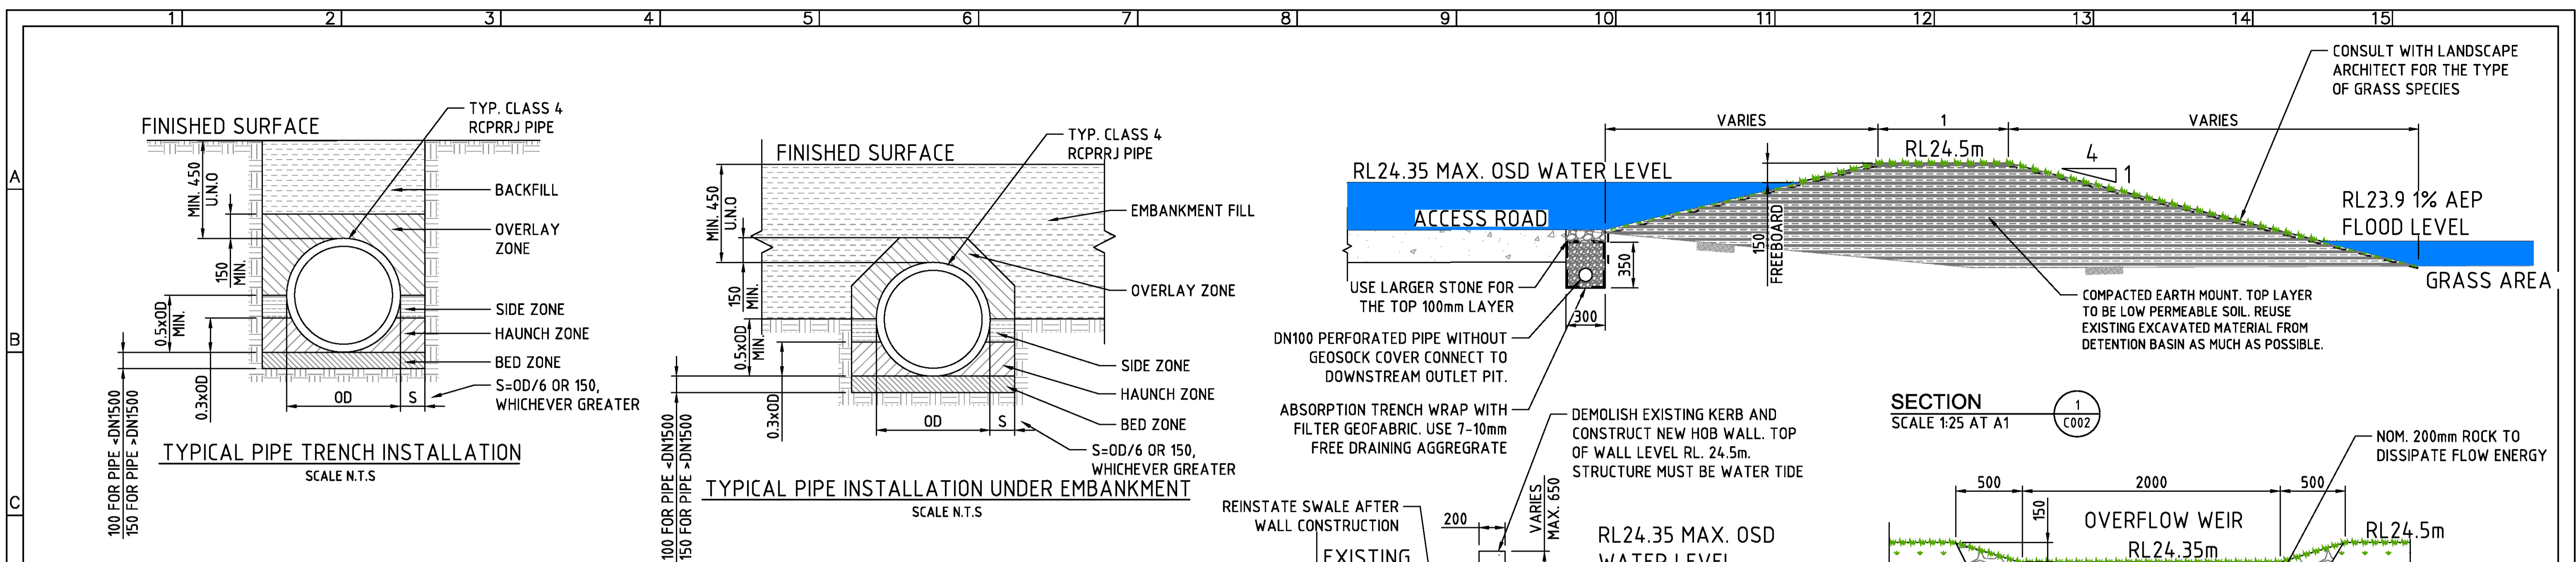 1 2 3 4 5 6 7 8 9 10 11 12 13 14 15
A
B
C
FINISHED SURFACE
TYP. CLASS 4
RCPRRJ PIPE
MIN. 450
U.N.O
BACKFILL
OVERLAY
ZONE
150
MIN.
0.5xOD
MIN.
SIDE ZONE
HAUNCH ZONE
BED ZONE
0.3xOD
OD
S
S=OD/6 OR 150,
WHICHEVER GREATER
100 FOR PIPE <DN1500
150 FOR PIPE >DN1500
TYPICAL PIPE TRENCH INSTALLATION
SCALE N.T.S
FINISHED SURFACE
TYP. CLASS 4
RCPRRJ PIPE
MIN. 450
U.N.O
EMBANKMENT FILL
150
MIN.
OVERLAY ZONE
0.5xOD
MIN.
SIDE ZONE
HAUNCH ZONE
BED ZONE
0.3xOD
OD
S
S=OD/6 OR 150,
WHICHEVER GREATER
100 FOR PIPE <DN1500
150 FOR PIPE >DN1500
TYPICAL PIPE INSTALLATION UNDER EMBANKMENT
SCALE N.T.S
CONSULT WITH LANDSCAPE
ARCHITECT FOR THE TYPE
OF GRASS SPECIES
VARIES
1
VARIES
RL24.5m
4
1
RL24.35 MAX. OSD WATER LEVEL
ACCESS ROAD
150
FREEBOARD
RL23.9 1% AEP
FLOOD LEVEL
GRASS AREA
350
300
USE LARGER STONE FOR
THE TOP 100mm LAYER
DN100 PERFORATED PIPE WITHOUT
GEOSOCK COVER CONNECT TO
DOWNSTREAM OUTLET PIT.
ABSORPTION TRENCH WRAP WITH
FILTER GEOFABRIC. USE 7-10mm
FREE DRAINING AGGREGRATE
COMPACTED EARTH MOUNT. TOP LAYER
TO BE LOW PERMEABLE SOIL. REUSE
EXISTING EXCAVATED MATERIAL FROM
DETENTION BASIN AS MUCH AS POSSIBLE.
SECTION
SCALE 1:25 AT A1
1
C002
DEMOLISH EXISTING KERB AND
CONSTRUCT NEW HOB WALL. TOP
OF WALL LEVEL RL. 24.5m.
STRUCTURE MUST BE WATER TIDE
REINSTATE SWALE AFTER
WALL CONSTRUCTION
200
VARIES
MAX. 650
EXISTING
RL24.35 MAX. OSD
WATER LEVEL
NOM. 200mm ROCK TO
DISSIPATE FLOW ENERGY
500
2000
500
150
OVERFLOW WEIR
RL24.35m
RL24.5m